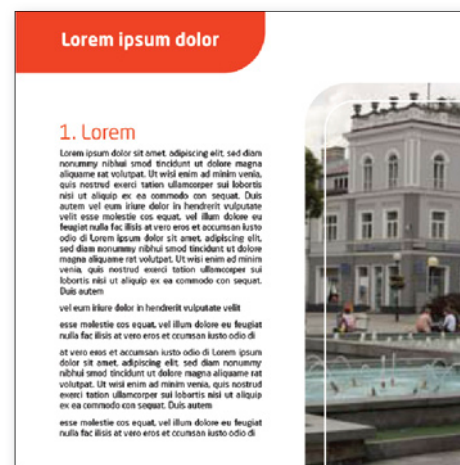 Lorem ipsum dolor
1. Lorem
Lorem ipsum dolor sit amet, adipiscing elit, sed diam
nonummy nibhui smod tincidunt ut dolore magna
aliquame rat volutpat. Ut wisi enim ad minim venia,
quis nostrud exerci tation ullamcorper sui lobortis
nisi ut aliquip ex ea commodo con sequat. Duis
autem vel eum iriure dolor in hendrerit vulputate
velit esse molestie cos equat, vel illum dolore eu
feugiat nulla fac ilisis at vero eros et accumsan iusto
odio di Lorem ipsum dolor sit amet, adipiscing elit,
sed diam nonummy nibhui smod tincidunt ut dolore
magna aliquame rat volutpat. Ut wisi enim ad minim
venia, quis nostrud exerci tation ullamcorper sui
lobortis nisi ut aliquip ex ea commodo con sequat.
Duis autem
vel eum iriure dolor in hendrerit vulputate velit
esse molestie cos equat, vel illum dolore eu feugiat
nulla fac ilisis at vero eros et accumsan iusto odio di
at vero eros et accumsan iusto odio di Lorem ipsum
dolor sit amet, adipiscing elit, sed diam nonummy
nibhui smod tincidunt ut dolore magna aliquame rat
volutpat. Ut wisi enim ad minim venia, quis nostrud
exerci tation ullamcorper sui lobortis nisi ut aliquip
ex ea commodo con sequat. Duis autem
esse molestie cos equat, vel illum dolore eu feugiat
nulla fac ilisis at vero eros et ccumsan iusto odio di